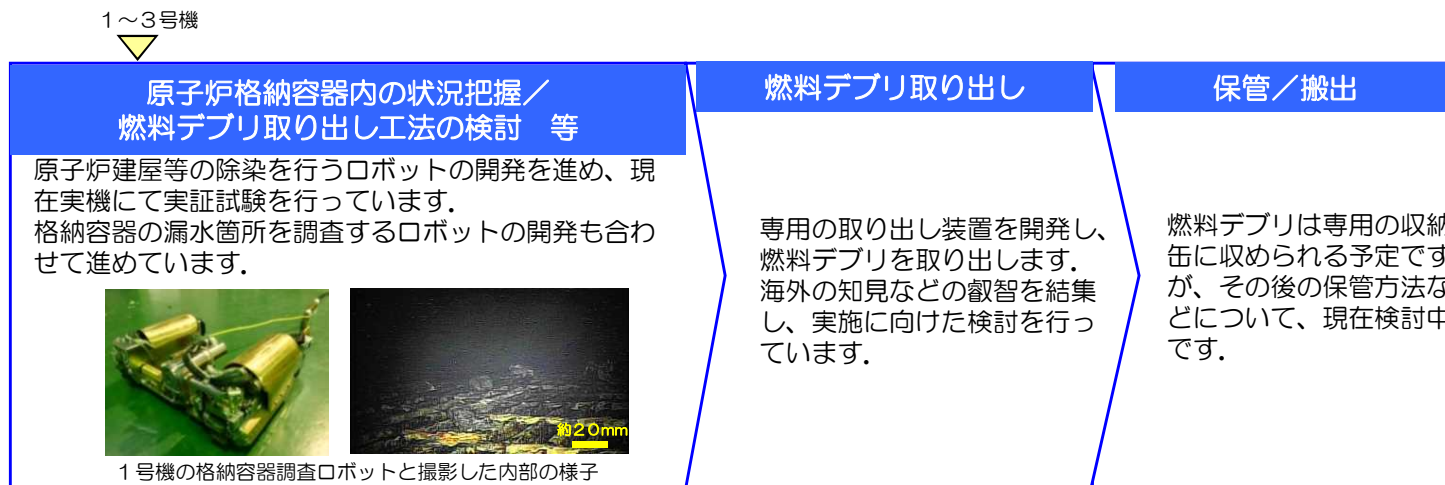 1~3号機
原子炉格納容器内の状況把握/
燃料デブリ取り出し工法の検討 等
原子炉建屋等の除染を行うロボットの開発を進め、現
在実機にて実証試験を行っています.
格納容器の漏水箇所を調査するロボットの開発も合わ
せて進めています.
約20mm
1号機の格納容器調査ロボットと撮影した内部の様子
燃料デブリ取り出し
専用の取り出し装置を開発し、
燃料デブリを取り出します.
海外の知見などの叡智を結集
し、実施に向けた検討を行っ
ています.
保管/搬出
燃料デブリは専用の収納
缶に収められる予定です
が、その後の保管方法な
どについて、現在検討中
です.